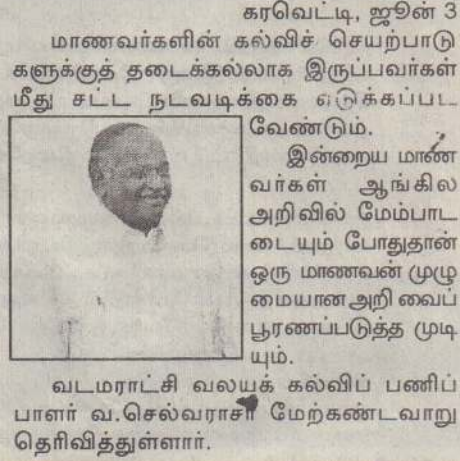 கரவெட்டி, ஜூன் 3
மாணவர்களின் கல்விச் செயற்பாடு
களுக்குத் தடைக்கல்லாக இருப்பவர்கள்
மீது சட்ட நடவடிக்கை எடுக்கப்பட
வேண்டும்.
இன்றைய மாண
வர்கள் ஆங்கில
அறிவில் மேம்பாட
டையும் போதுதான்
ஒரு மாணவன் முழு
மையான அறி வைப்
பூரணப்படுத்த முடி
யும்.
வடமராட்சி வலயக் கல்விப் பணிப்
பாளர் வ.செல்வராசா மேற்கண்டவாறு
தெரிவித்துள்ளார்.